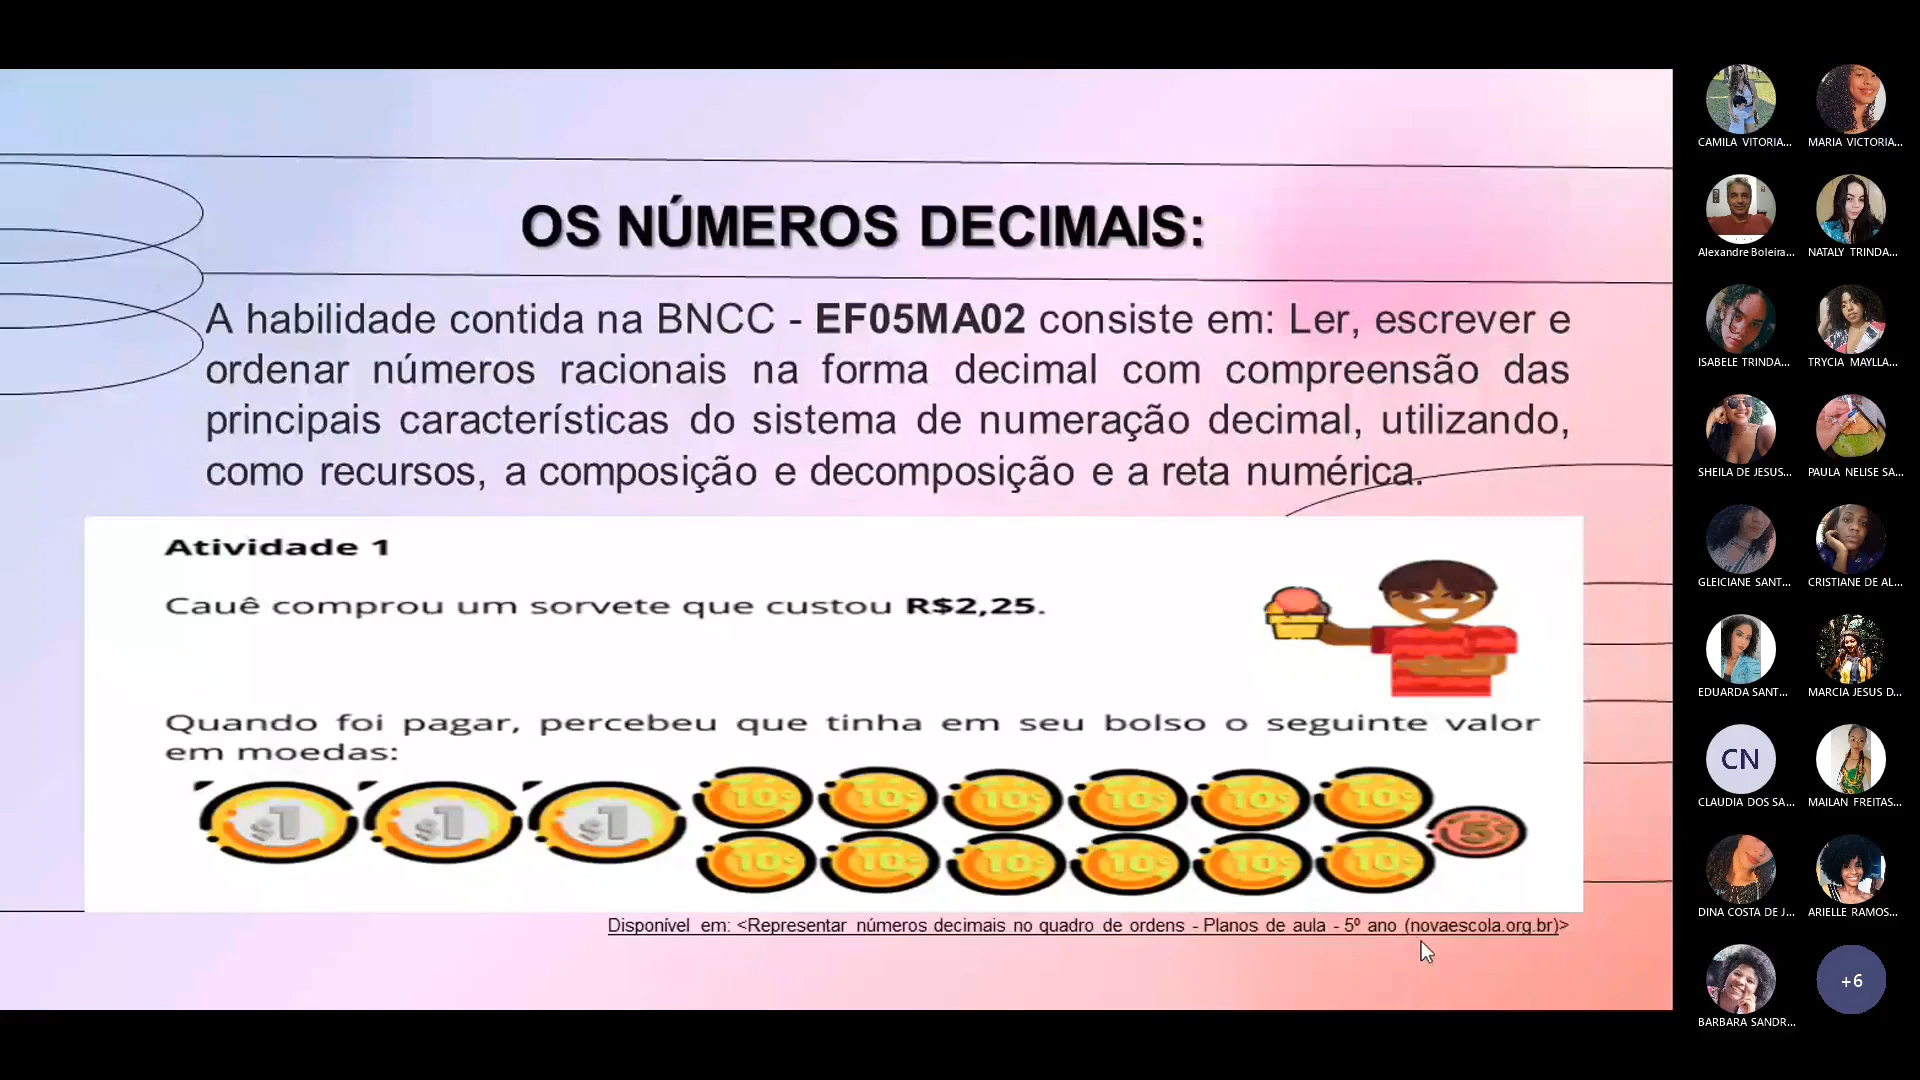 OS NÚMEROS DECIMAIS:
A habilidade contida na BNCC - EF05MA02 consiste em: Ler, escrever e
ordenar números racionais na forma decimal com compreensão das
principais características do sistema de numeração decimal, utilizando,
como recursos, a composição e decomposição e a reta numérica.
Atividade 1
Cauê comprou um sorvete que custou R$2,25.
Quando foi pagar, percebeu que tinha em seu bolso o seguinte valor
em moedas:
$1 $1 $1
10¢ 10¢ 10¢ 10¢ 10¢ 10¢
10¢ 10¢ 10¢ 10¢ 10¢ 10¢
5¢
Disponível em: <Representar números decimais no quadro de ordens - Planos de aula - 5º ano (novaescola.org.br)>
CAMILA VITORIA... MARIA VICTORIA...
Alexandre Boleira... NATALY TRINDA...
ISABELE TRINDA... TRYCIA MAYLLA...
SHEILA DE JESUS... PAULA NELISE SA...
GLEICIANE SANT... CRISTIANE DE AL...
EDUARDA SANT... MARCIA JESUS D...
CN
CLAUDIA DOS SA... MAILAN FREITAS...
DINA COSTA DE J... ARIELLE RAMOS...
+6
BARBARA SANDR...